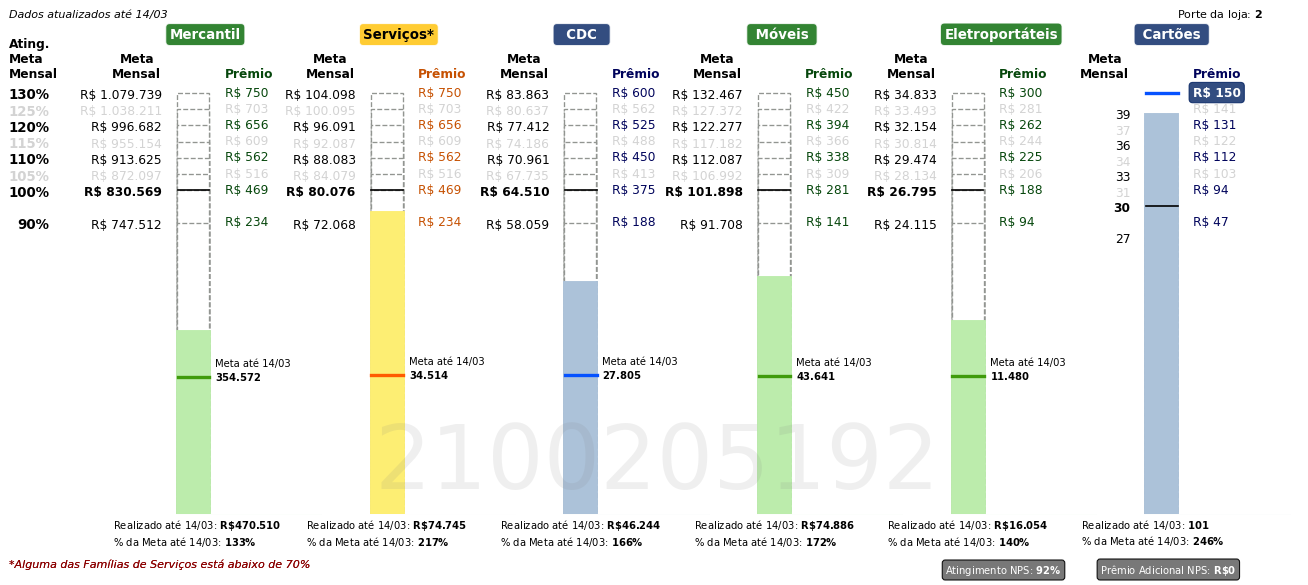 Dados atualizados até 14/03
Porte da loja: 2
Mercantil Serviços* CDC Móveis Eletroportáteis Cartões
Ating. Meta Mensal
Meta Mensal Prêmio Meta Mensal Prêmio Meta Mensal Prêmio Meta Mensal Prêmio Meta Mensal Prêmio Meta Mensal Prêmio
130% R$ 1.079.739 R$ 750 R$ 104.098 R$ 750 R$ 83.863 R$ 600 R$ 132.467 R$ 450 R$ 34.833 R$ 300 39 R$ 150
125% R$ 1.038.211 R$ 703 R$ 100.095 R$ 703 R$ 80.637 R$ 562 R$ 127.372 R$ 422 R$ 33.493 R$ 281 37 R$ 141
120% R$ 996.682 R$ 656 R$ 96.091 R$ 656 R$ 77.412 R$ 525 R$ 122.277 R$ 394 R$ 32.154 R$ 262 36 R$ 131
115% R$ 955.154 R$ 609 R$ 92.087 R$ 609 R$ 74.186 R$ 488 R$ 117.182 R$ 366 R$ 30.814 R$ 244 34 R$ 122
110% R$ 913.625 R$ 562 R$ 88.083 R$ 562 R$ 70.961 R$ 450 R$ 112.087 R$ 338 R$ 29.474 R$ 225 33 R$ 112
105% R$ 872.097 R$ 516 R$ 84.079 R$ 516 R$ 67.735 R$ 413 R$ 106.992 R$ 309 R$ 28.134 R$ 206 31 R$ 103
100% R$ 830.569 R$ 469 R$ 80.076 R$ 469 R$ 64.510 R$ 375 R$ 101.898 R$ 281 R$ 26.795 R$ 188 30 R$ 94
90% R$ 747.512 R$ 234 R$ 72.068 R$ 234 R$ 58.059 R$ 188 R$ 91.708 R$ 141 R$ 24.115 R$ 94 27 R$ 47
Meta até 14/03 Meta até 14/03 Meta até 14/03 Meta até 14/03 Meta até 14/03
354.572 34.514 27.805 43.641 11.480
2100205192
Realizado até 14/03: R$470.510 Realizado até 14/03: R$74.745 Realizado até 14/03: R$46.244 Realizado até 14/03: R$74.886 Realizado até 14/03: R$16.054 Realizado até 14/03: 101
% da Meta até 14/03: 133% % da Meta até 14/03: 217% % da Meta até 14/03: 166% % da Meta até 14/03: 172% % da Meta até 14/03: 140% % da Meta até 14/03: 246%
*Alguma das Famílias de Serviços está abaixo de 70%
Atingimento NPS: 92% Prêmio Adicional NPS: R$0